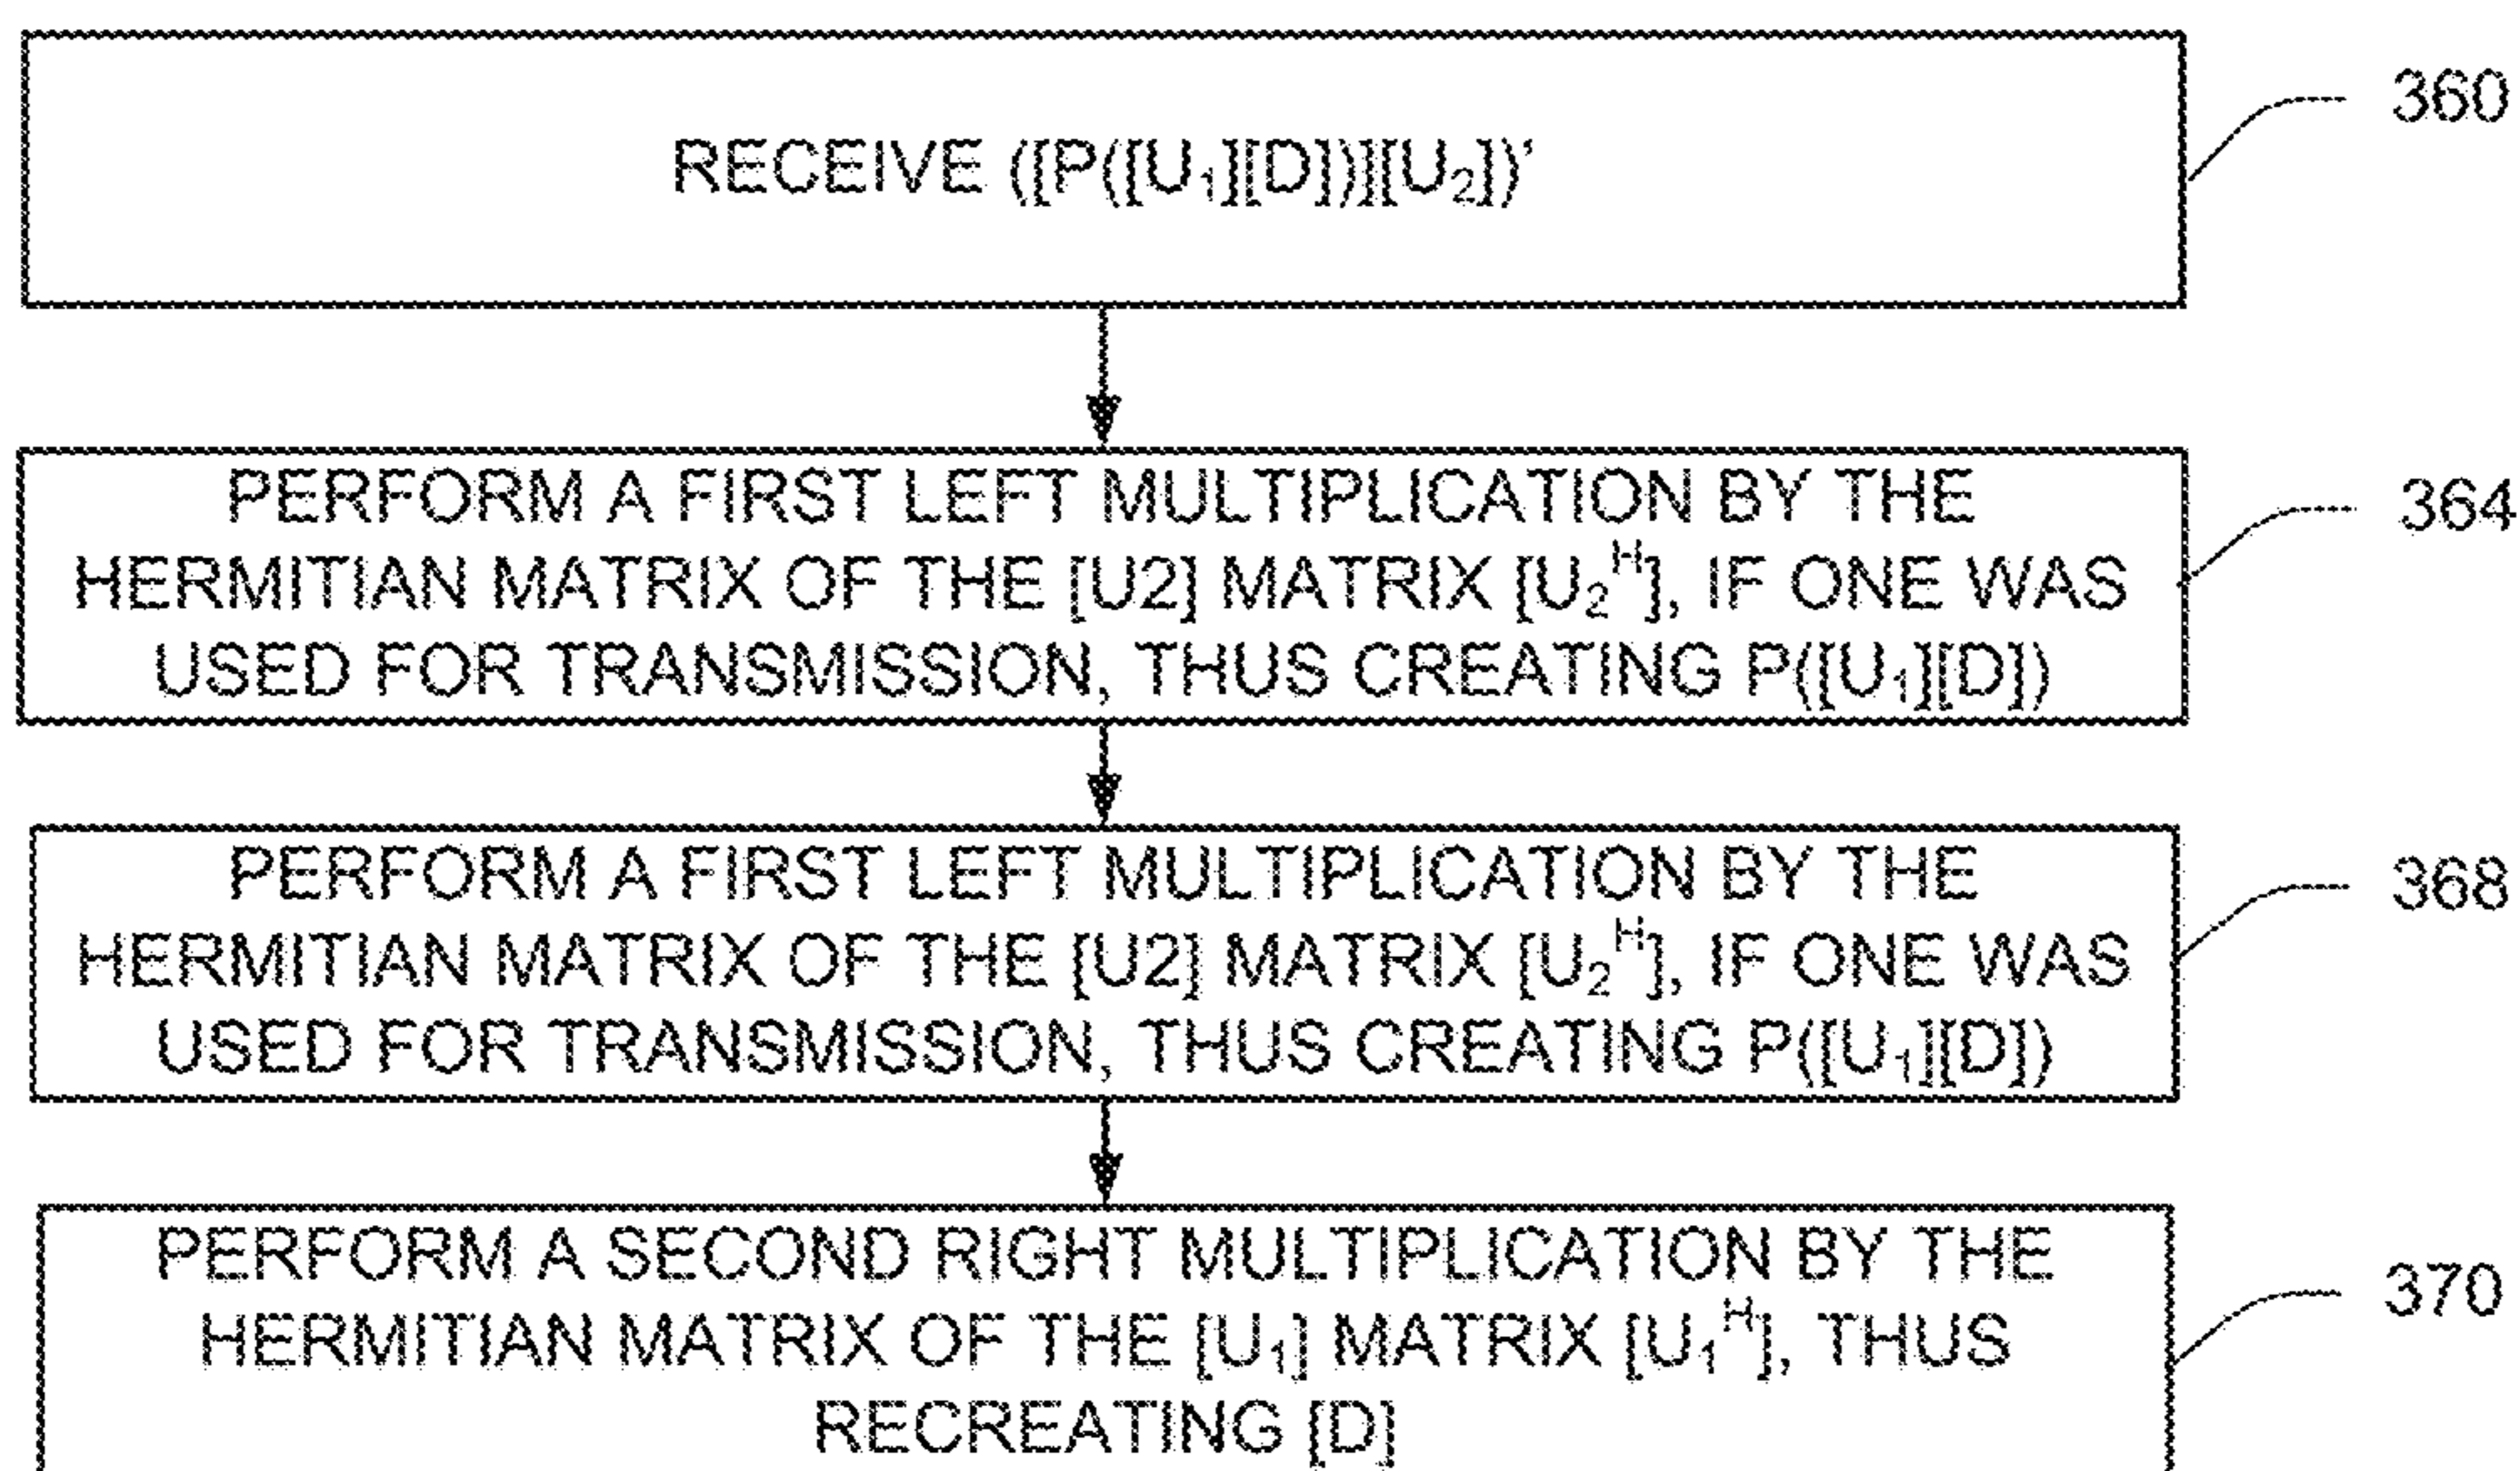 RECEIVE ([P([U₁][D])][U₂])’
360
PERFORM A FIRST LEFT MULTIPLICATION BY THE
HERMITIAN MATRIX OF THE [U2] MATRIX [U₂ᴴ], IF ONE WAS
USED FOR TRANSMISSION, THUS CREATING P([U₁][D])
364
PERFORM A FIRST LEFT MULTIPLICATION BY THE
HERMITIAN MATRIX OF THE [U2] MATRIX [U₂ᴴ], IF ONE WAS
USED FOR TRANSMISSION, THUS CREATING P([U₁][D])
368
PERFORM A SECOND RIGHT MULTIPLICATION BY THE
HERMITIAN MATRIX OF THE [U₁] MATRIX [U₁ᴴ], THUS
RECREATING [D]
370